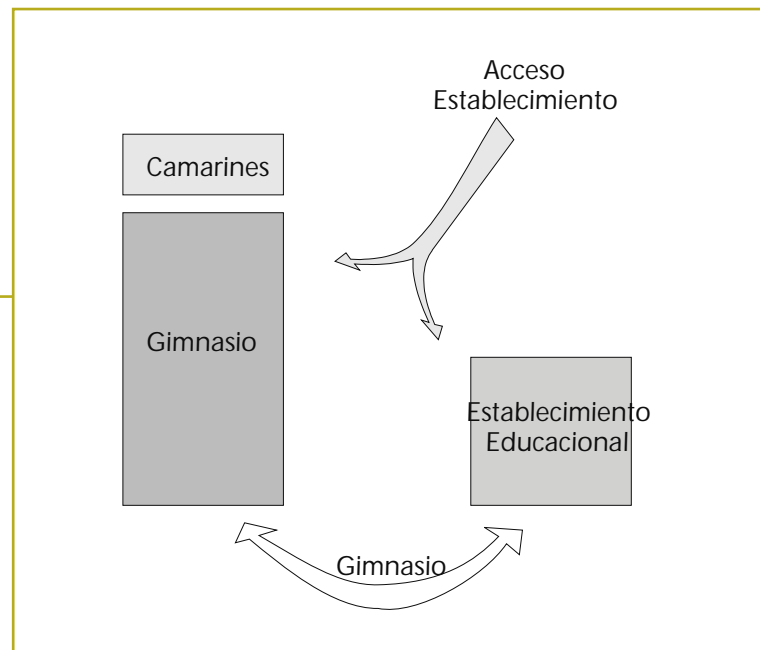 Acceso
Establecimiento
Camarines
Gimnasio
Establecimiento
Educacional
Gimnasio